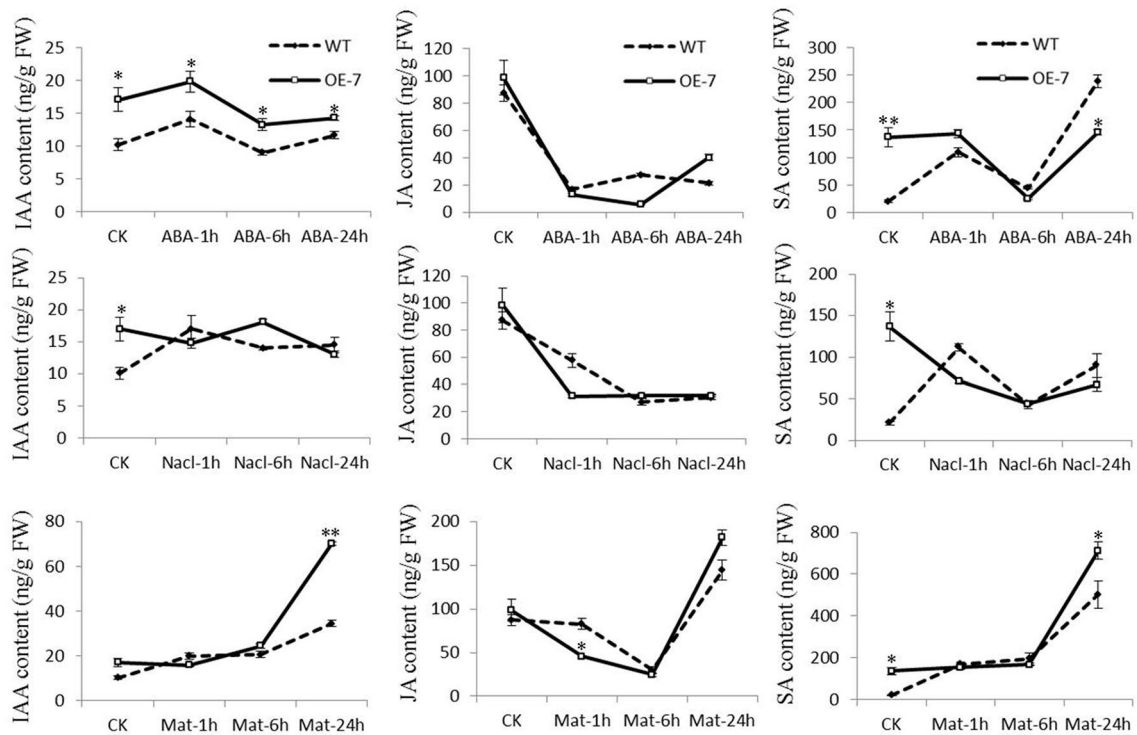 IAA content (ng/g FW)
25
20
15
10
5
0
WT
OE-7
*
*
*
*
CK ABA-1h ABA-6h ABA-24h
JA content (ng/g FW)
120
100
80
60
40
20
0
WT
OE-7
CK ABA-1h ABA-6h ABA-24h
SA content (ng/g FW)
300
250
200
150
100
50
0
WT
OE-7
**
*
CK ABA-1h ABA-6h ABA-24h
IAA content (ng/g FW)
25
20
15
10
5
0
*
CK Nacl-1h Nacl-6h Nacl-24h
JA content (ng/g FW)
120
100
80
60
40
20
0
CK Nacl-1h Nacl-6h Nacl-24h
SA content (ng/g FW)
200
150
100
50
0
*
CK Nacl-1h Nacl-6h Nacl-24h
IAA content (ng/g FW)
80
60
40
20
0
**
CK Mat-1h Mat-6h Mat-24h
JA content (ng/g FW)
200
150
100
50
0
*
CK Mat-1h Mat-6h Mat-24h
SA content (ng/g FW)
800
600
400
200
0
*
*
CK Mat-1h Mat-6h Mat-24h